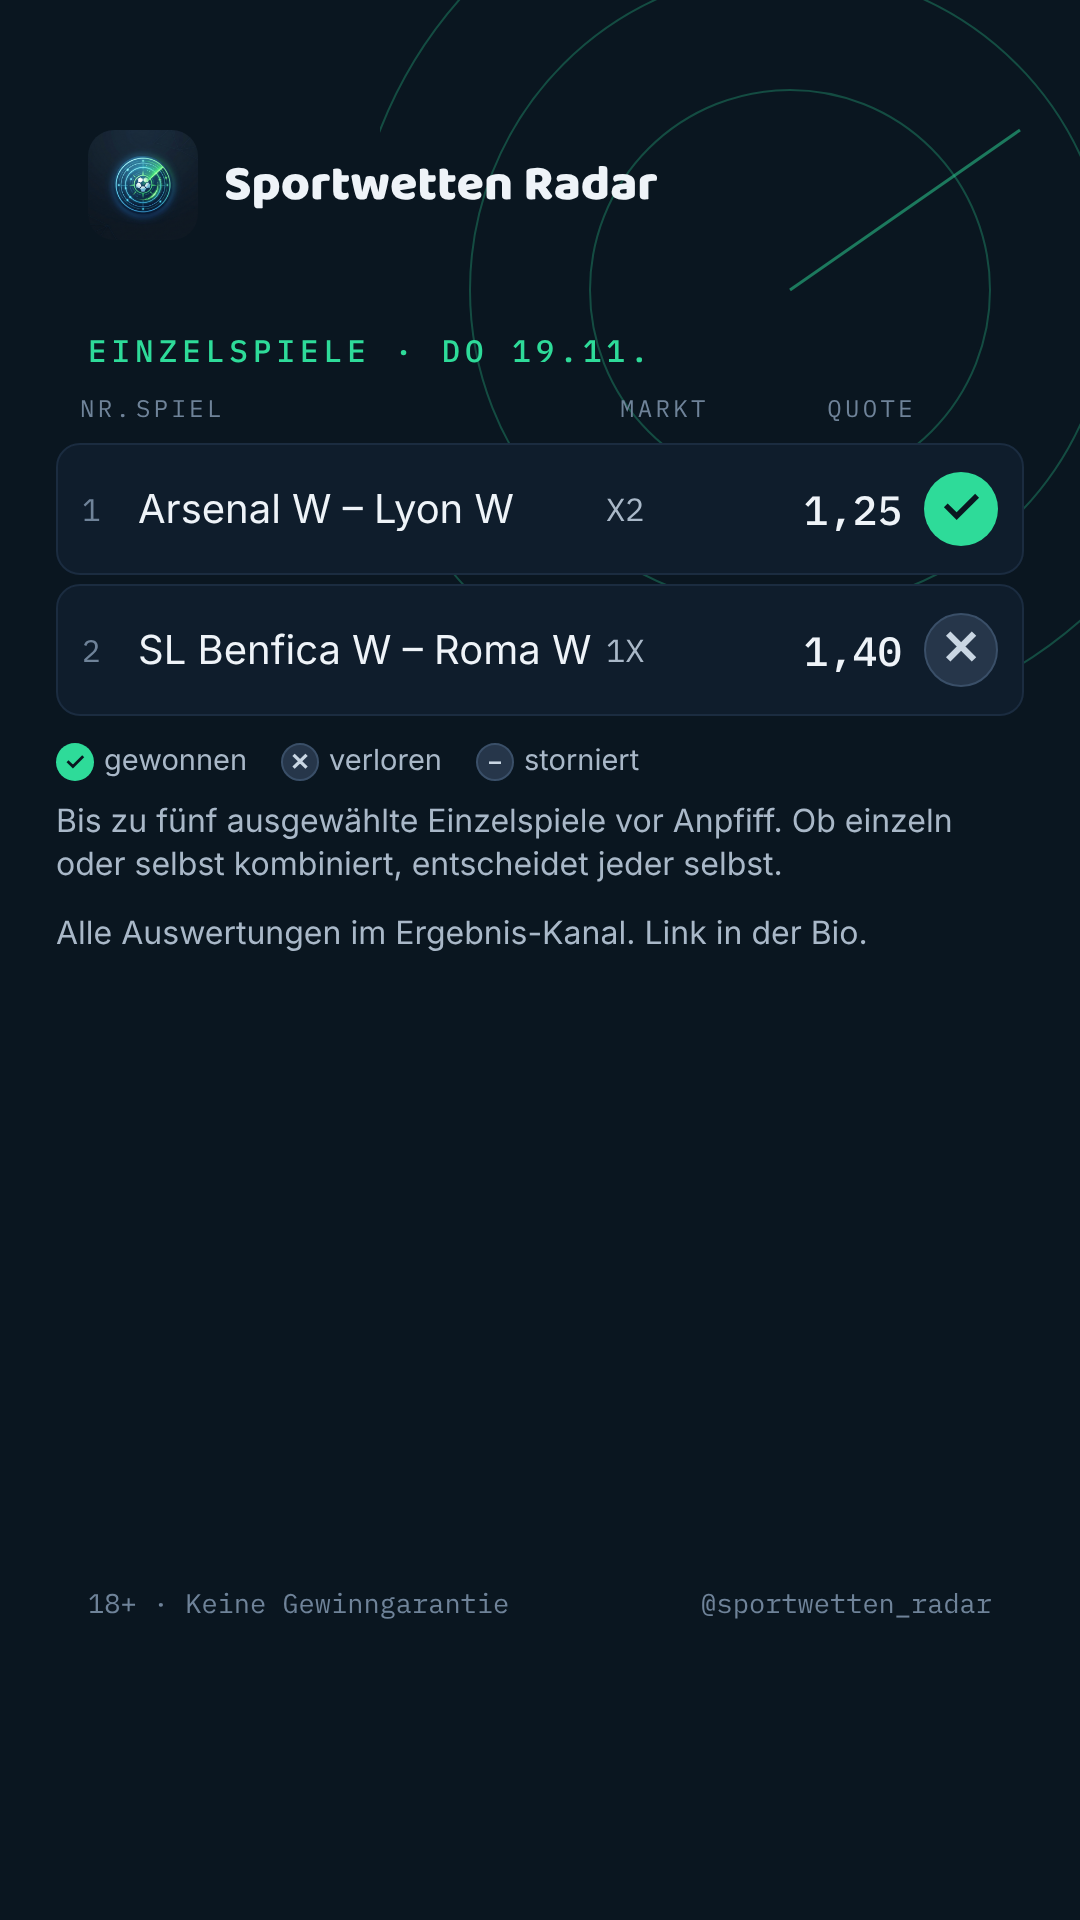 Sportwetten Radar
EINZELSPIELE · DO 19.11.
NR. SPIEL MARKT QUOTE
1 Arsenal W – Lyon W X2 1,25
2 SL Benfica W – Roma W 1X 1,40
gewonnen verloren storniert
Bis zu fünf ausgewählte Einzelspiele vor Anpfiff. Ob einzeln
oder selbst kombiniert, entscheidet jeder selbst.
Alle Auswertungen im Ergebnis-Kanal. Link in der Bio.
18+ · Keine Gewinngarantie @sportwetten_radar